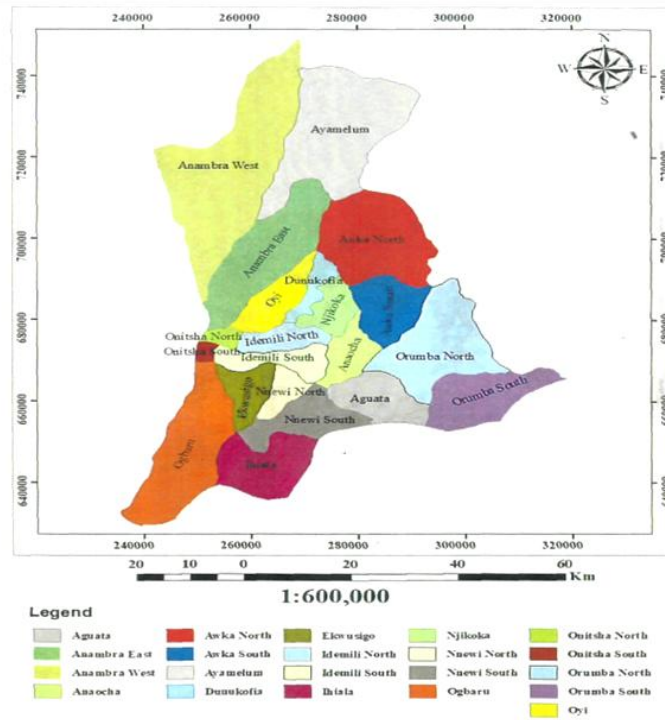 240000 260000 280000 300000 320000
N
W E
S
740000
720000
700000
680000
660000
640000
Ayamelum
Anambra West
Awka North
Anambra East
Dunukofia
Oyi
Njikoka
Awka South
Onitsha North
Idemili North
Onitsha South
Idemili South
Anaocha
Orumba North
Nnewi North
Ekwusigo
Aguata
Orumba South
Nnewi South
Ogbaru
Ihiala
240000 260000 280000 300000 320000
20 10 0 20 40 60
Km
1:600,000
Legend
Aguata Awka North Ekwusigo Njikoka Onitsha North
Anambra East Awka South Idemili North Nnewi North Onitsha South
Anambra West Ayamelum Idemili South Nnewi South Orumba North
Anaocha Dunukofia Ihiala Ogbaru Orumba South
Oyi